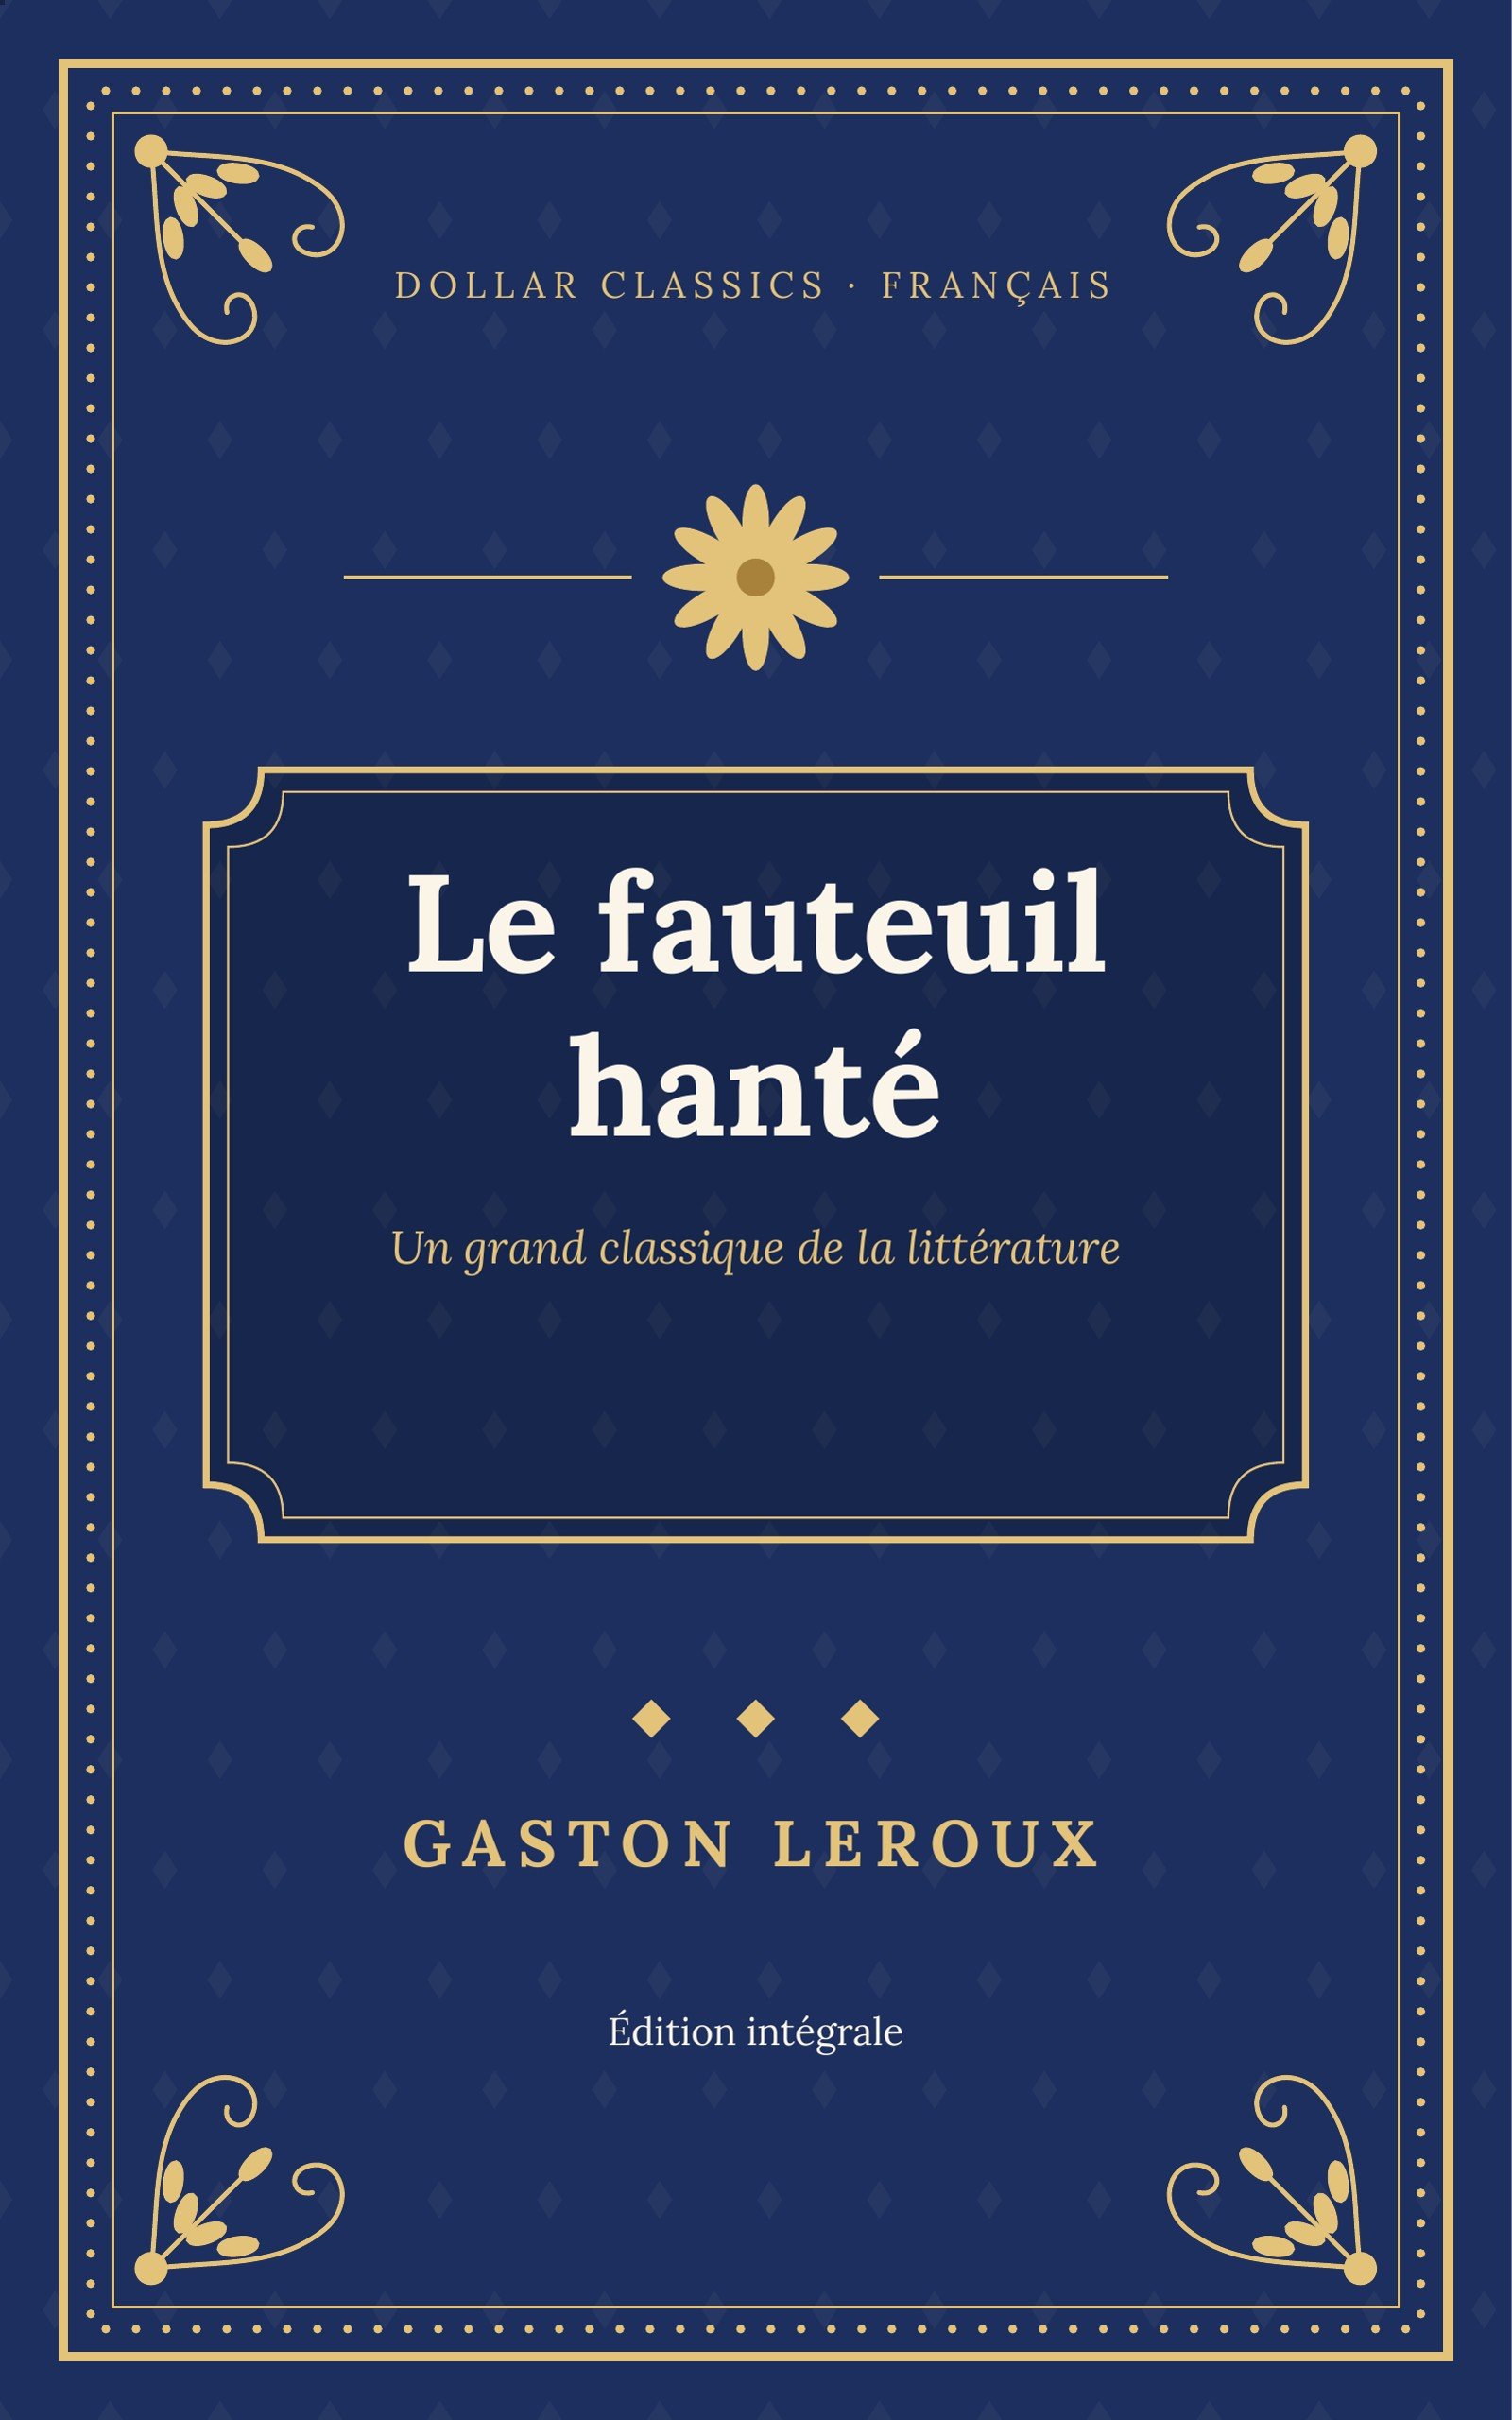 DOLLAR CLASSICS · FRANÇAIS
Le fauteuil
hanté
Un grand classique de la littérature
GASTON LEROUX
Édition intégrale